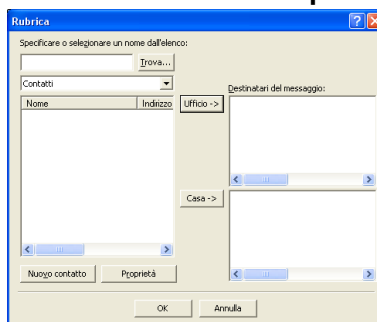 Rubrica
Specificare o selezionare un nome dall'elenco:
Trova...
Contatti
Destinatari del messaggio:
Nome Indirizzo
Ufficio ->
Casa ->
Nuovo contatto Proprietà
OK Annulla